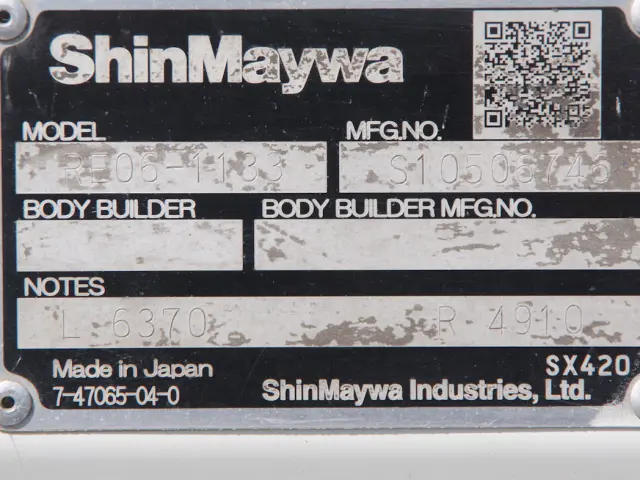 ShinMaywa
MODEL MFG.NO.
RE06-1133 S10506745
BODY BUILDER BODY BUILDER MFG.NO.
NOTES
L 6370 R 4910
Made in Japan SX420
7-47065-04-0 ShinMaywa Industries, Ltd.